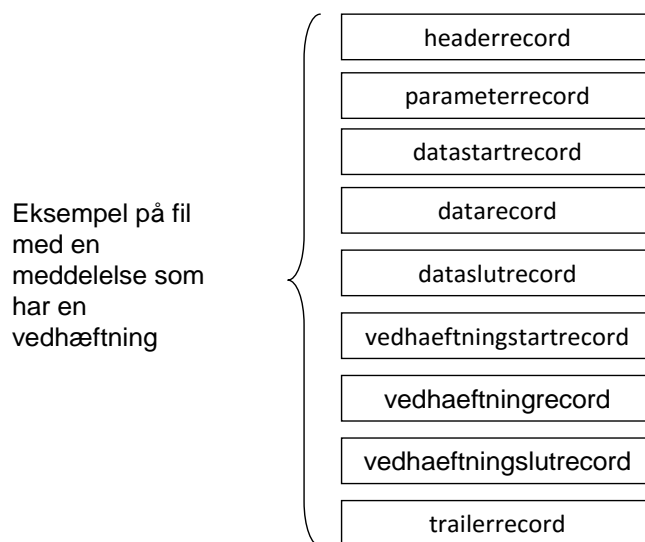 Eksempel på fil
med en
meddelelse som
har en
vedhæftning
headerrecord
parameterrecord
datastartrecord
datarecord
dataslutrecord
vedhaeftningstartrecord
vedhaeftningrecord
vedhaeftningslutrecord
trailerrecord